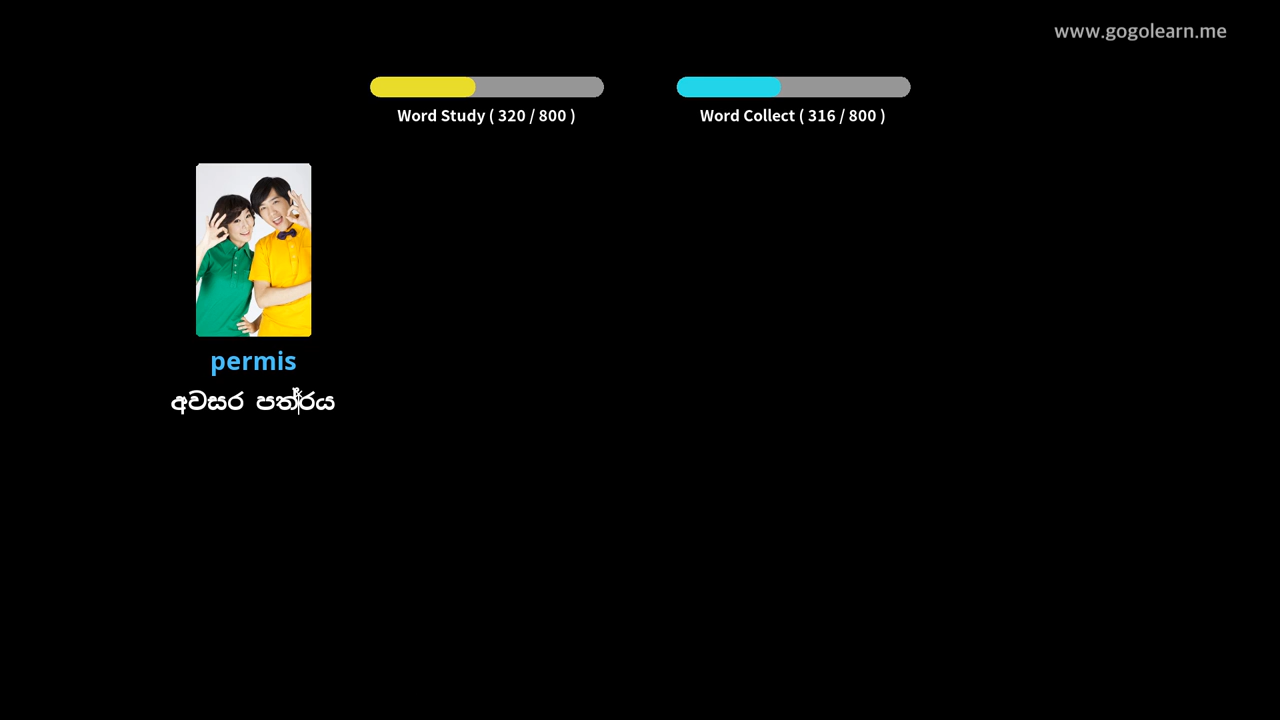 www.gogolearn.me
Word Study ( 320 / 800 )
Word Collect ( 316 / 800 )
permis
අවසර පත්‍රය